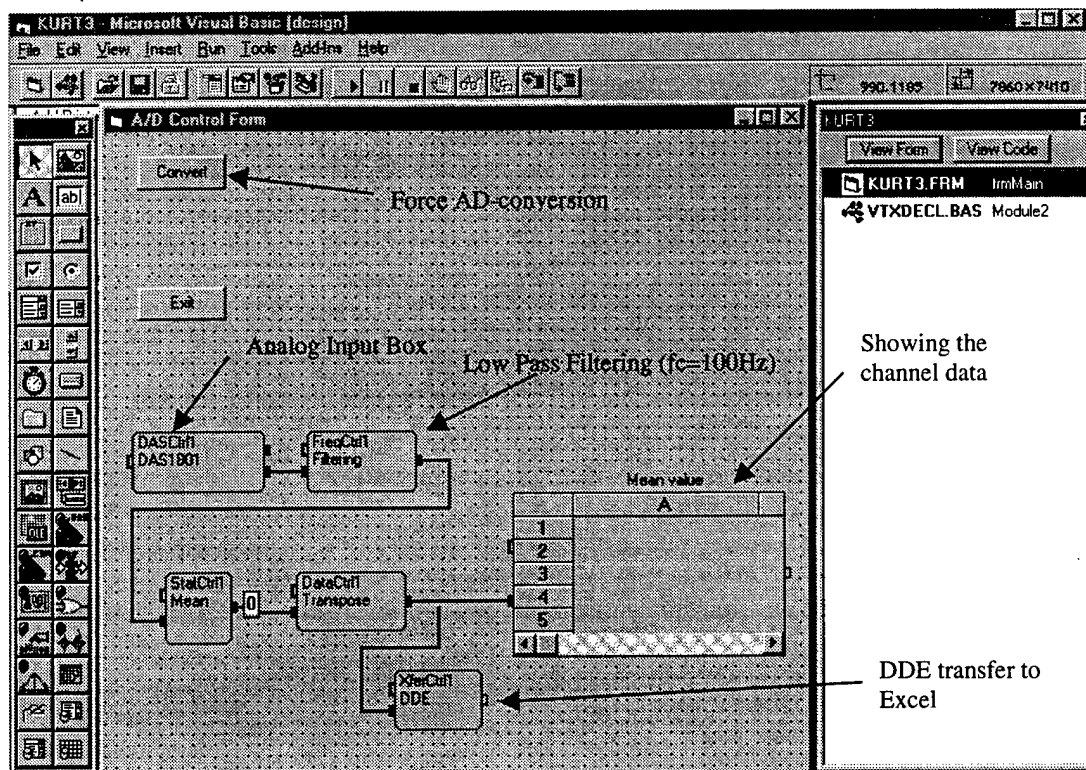 KURT3 - Microsoft Visual Basic [design]
File Edit View Insert Run Tools Add-Ins Help
990,1185 7860×7410
A/D Control Form
KURT3
View Form View Code
KURT3.FRM frmMain
VTXDECL.BAS Module2
Convert
Force AD-conversion
Exit
Analog Input Box
Low Pass Filtering (fc=100Hz)
Showing the
channel data
DASCtrl1
DAS1801
FreqCtrl1
Filtering
Mean value
A
1
2
3
4
5
StatCtrl1
Mean
0
DataCtrl1
Transpose
XferCtrl1
DDE
DDE transfer to
Excel